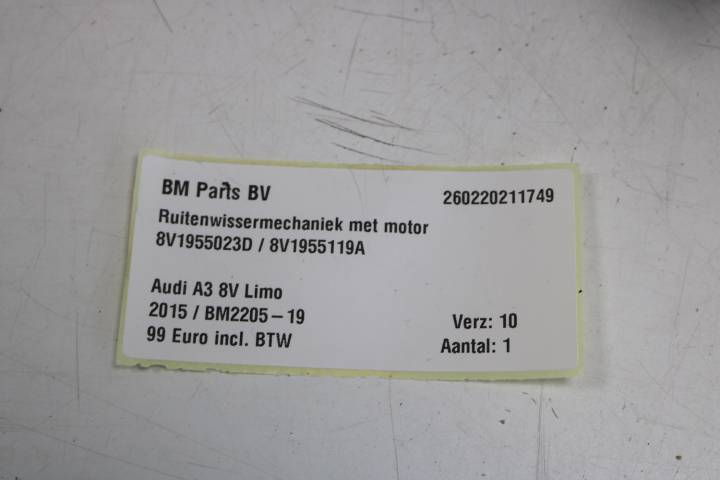 BM Parts BV 260220211749
Ruitenwissermechaniek met motor
8V1955023D / 8V1955119A
Audi A3 8V Limo
2015 / BM2205-19 Verz: 10
99 Euro incl. BTW Aantal: 1